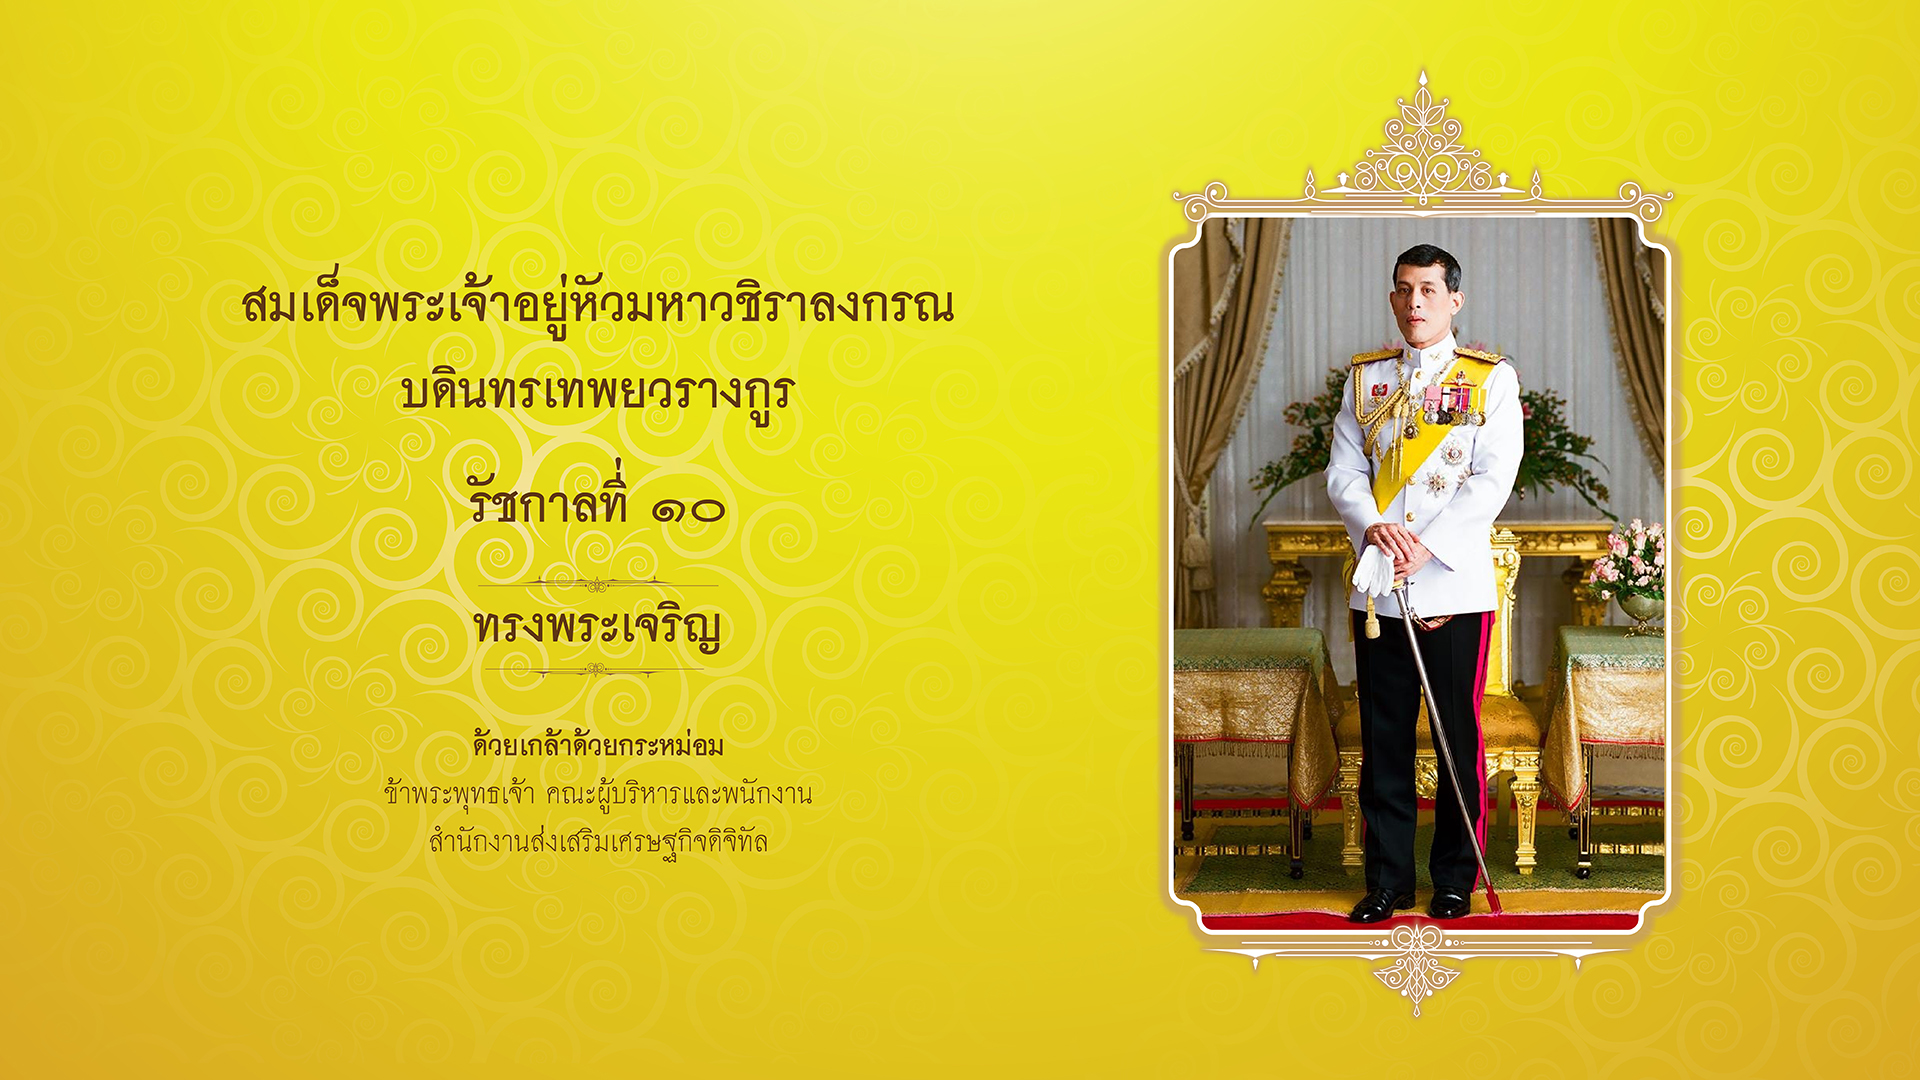 สมเด็จพระเจ้าอยู่หัวมหาวชิราลงกรณ
บดินทรเทพยวรางกูร
รัชกาลที่ ๑๐
ทรงพระเจริญ
ด้วยเกล้าด้วยกระหม่อม
ข้าพระพุทธเจ้า คณะผู้บริหารและพนักงาน
สำนักงานส่งเสริมเศรษฐกิจดิจิทัล